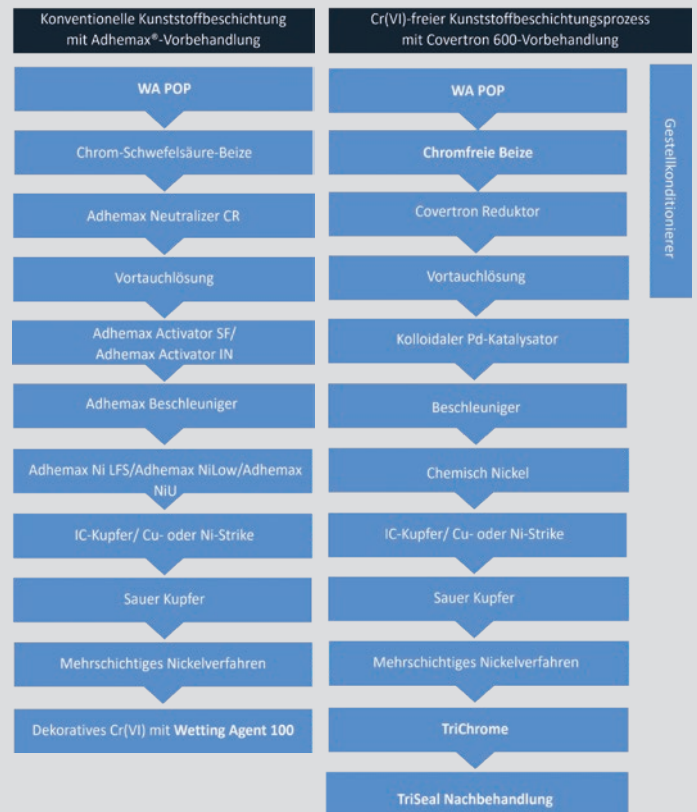 Konventionelle Kunststoffbeschichtung
mit Adhemax®-Vorbehandlung
WA POP
Chrom-Schwefelsäure-Beize
Adhemax Neutralizer CR
Vortauchlösung
Adhemax Activator SF/
Adhemax Activator IN
Adhemax Beschleuniger
Adhemax Ni LFS/Adhemax NiLow/Adhemax
NiU
IC-Kupfer/ Cu- oder Ni-Strike
Sauer Kupfer
Mehrschichtiges Nickelverfahren
Dekoratives Cr(VI) mit Wetting Agent 100
Cr(VI)-freier Kunststoffbeschichtungsprozess
mit Covertron 600-Vorbehandlung
WA POP
Chromfreie Beize
Covertron Reduktor
Vortauchlösung
Kolloidaler Pd-Katalysator
Beschleuniger
Chemisch Nickel
IC-Kupfer/ Cu- oder Ni-Strike
Sauer Kupfer
Mehrschichtiges Nickelverfahren
TriChrome
TriSeal Nachbehandlung
Gestellkonditionierer